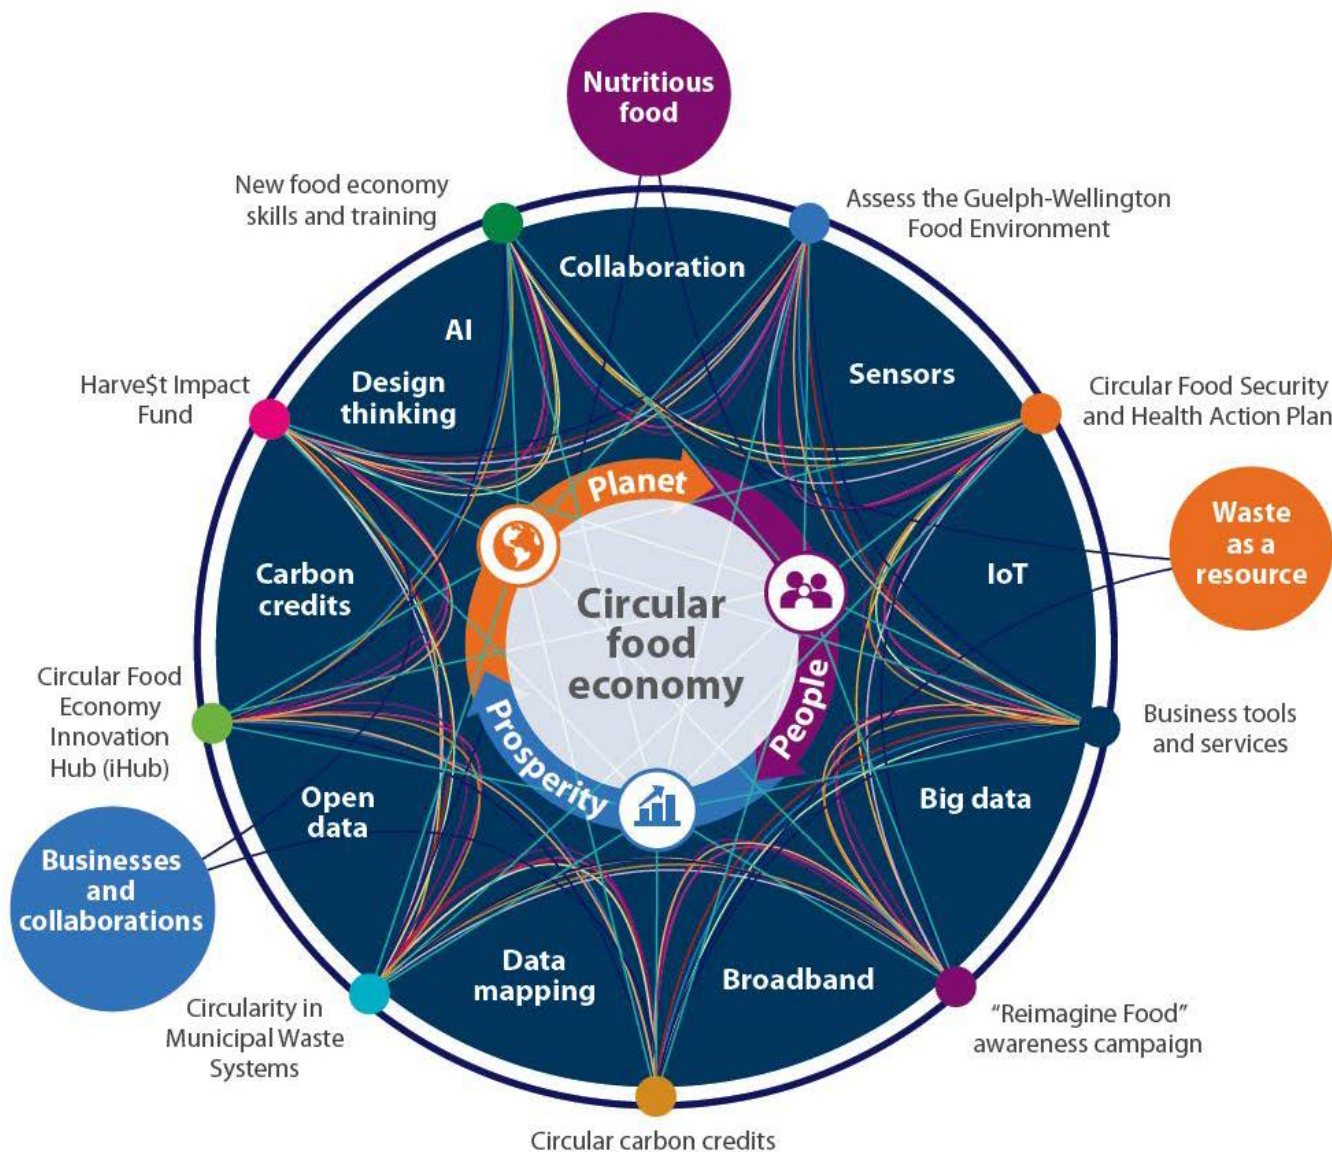 Nutritious
food
New food economy
skills and training
Assess the Guelph-Wellington
Food Environment
Collaboration
AI
Design
thinking
Sensors
Harve$t Impact
Fund
Circular Food Security
and Health Action Plan
Waste
as a
resource
Planet
Carbon
credits
IoT
Circular
food
economy
People
Prosperity
Circular Food
Economy
Innovation
Hub (iHub)
Business tools
and services
Open
data
Big data
Businesses
and
collaborations
Data
mapping
Broadband
Circularity in
Municipal Waste
Systems
“Reimagine Food”
awareness campaign
Circular carbon credits